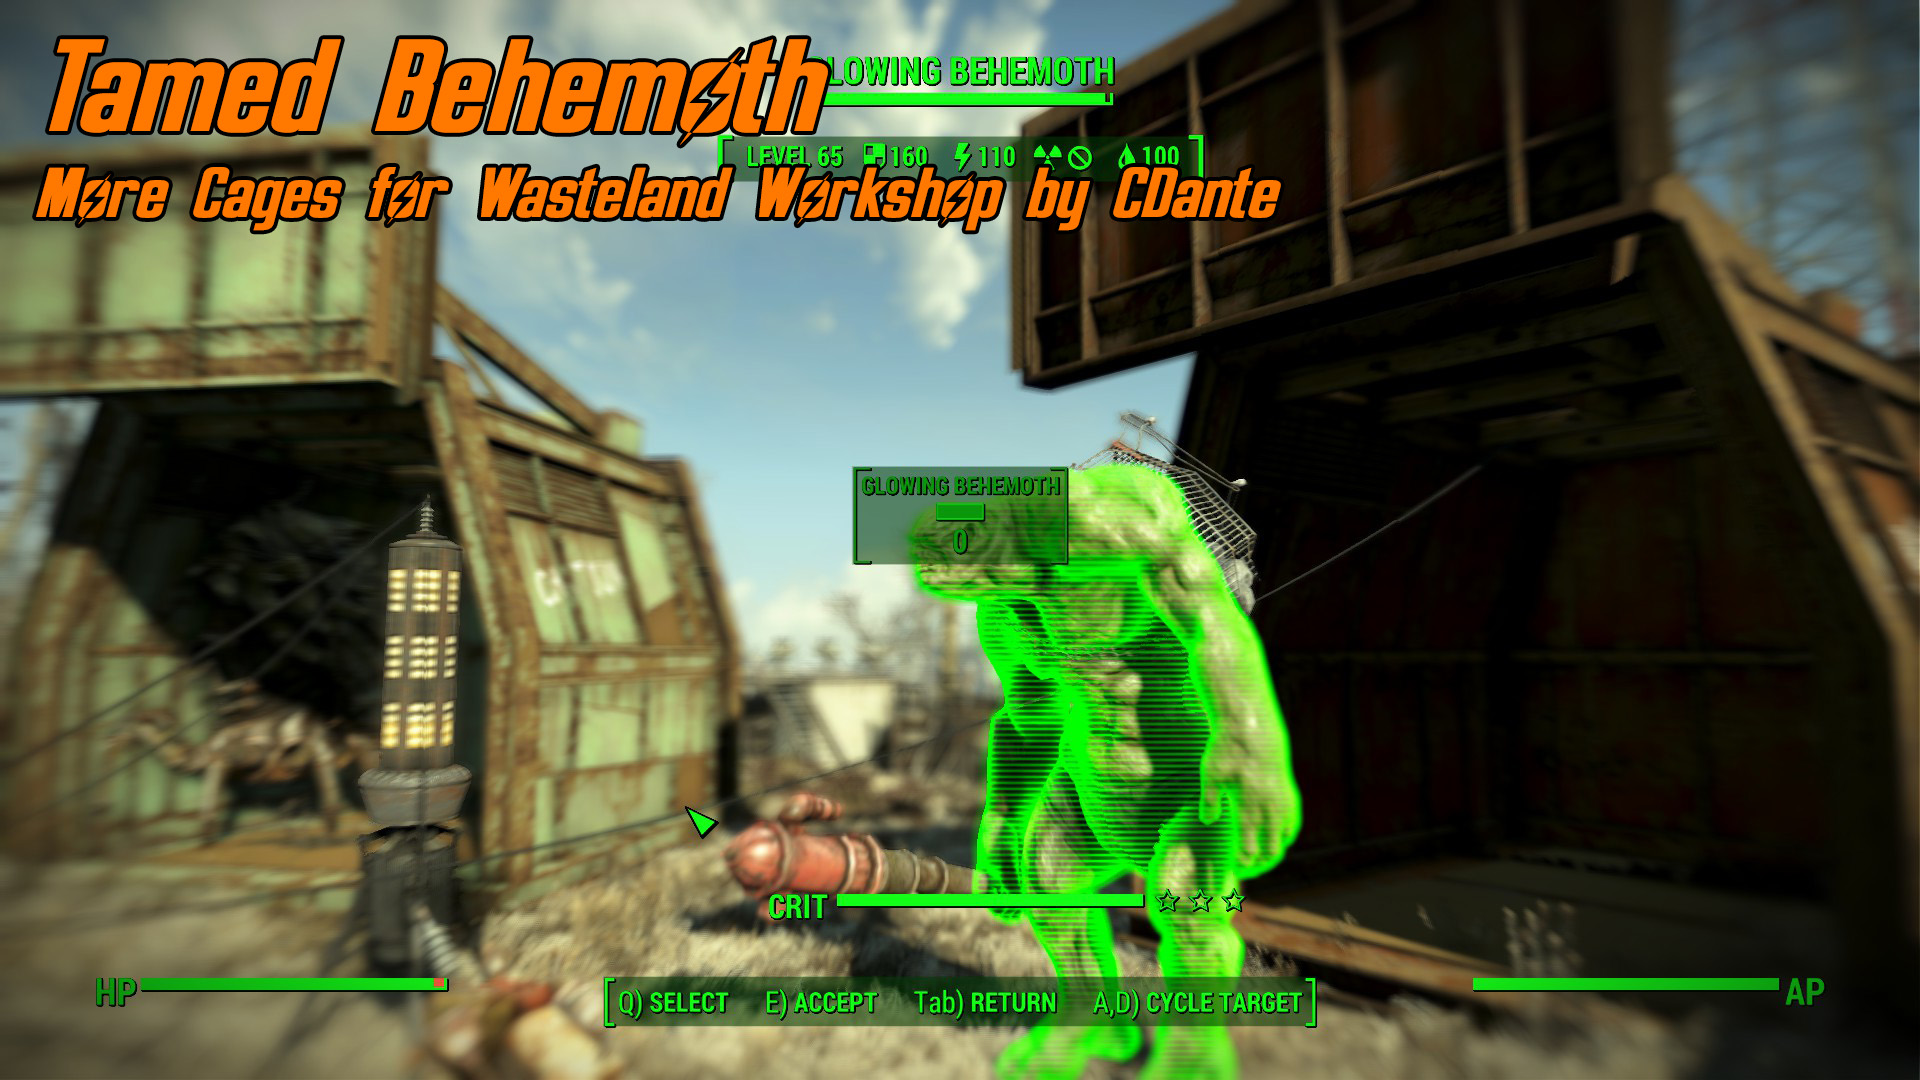 Tamed Behemoth
GLOWING BEHEMOTH
LEVEL 65 160 110 100
More Cages for Wasteland Workshop by CDante
GLOWING BEHEMOTH
0
CRIT
HP
Q) SELECT E) ACCEPT Tab) RETURN A,D) CYCLE TARGET
AP